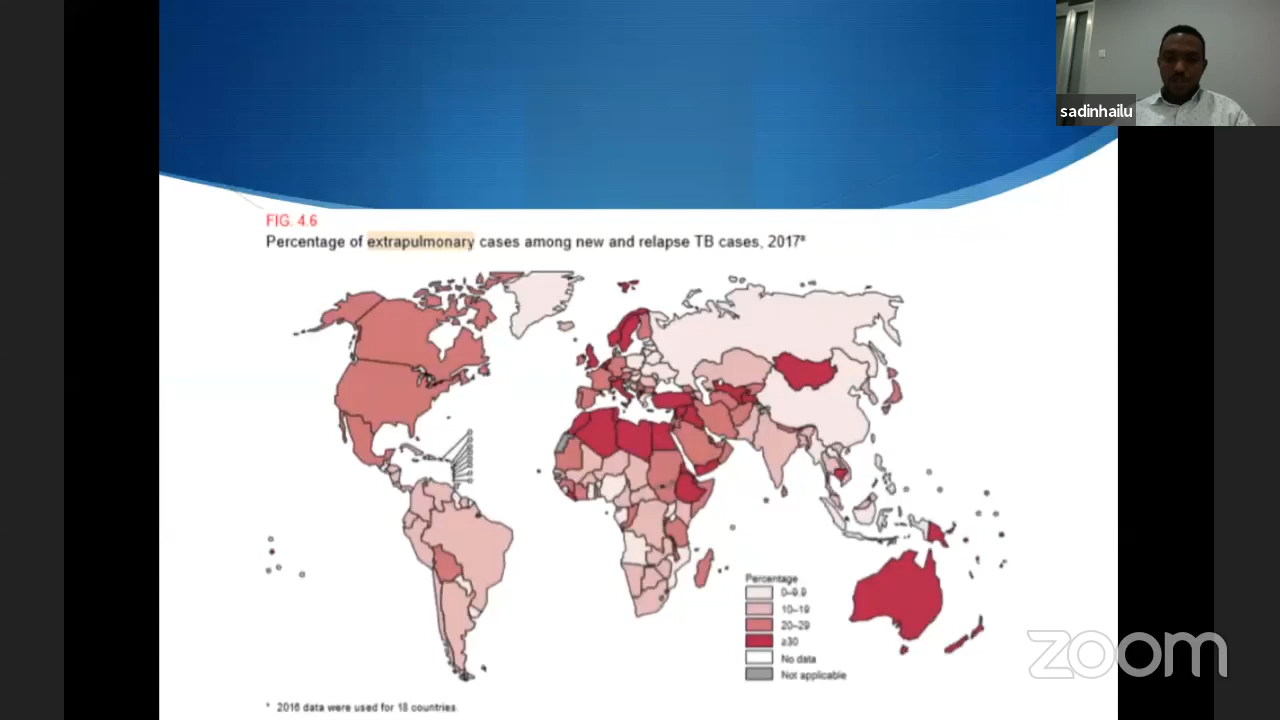 sadinhailu
FIG. 4.6
Percentage of extrapulmonary cases among new and relapse TB cases, 2017ª
Percentage
0–9.9
10–19
20–29
≥30
No data
Not applicable
zoom
ª 2016 data were used for 18 countries.